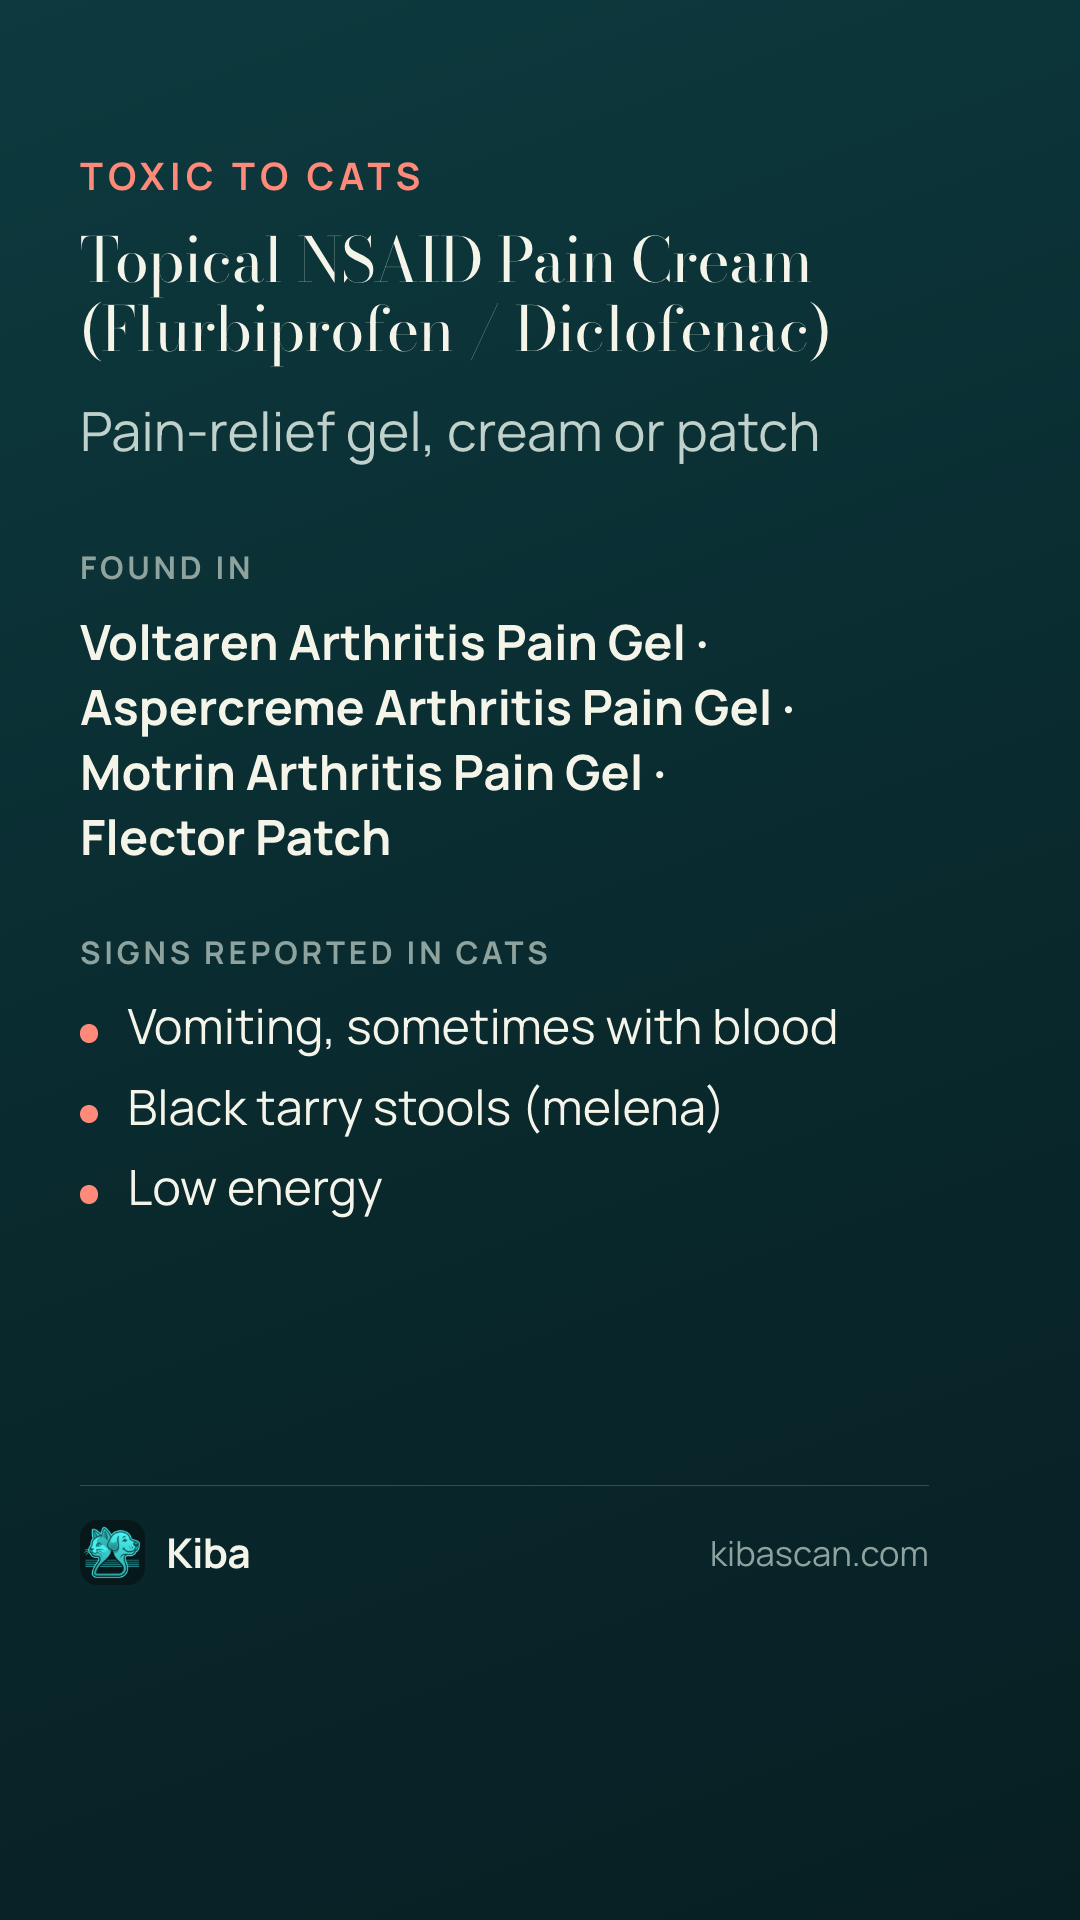 TOXIC TO CATS
Topical NSAID Pain Cream
(Flurbiprofen / Diclofenac)
Pain-relief gel, cream or patch
FOUND IN
Voltaren Arthritis Pain Gel ·
Aspercreme Arthritis Pain Gel ·
Motrin Arthritis Pain Gel ·
Flector Patch
SIGNS REPORTED IN CATS
• Vomiting, sometimes with blood
• Black tarry stools (melena)
• Low energy
Kiba
kibascan.com